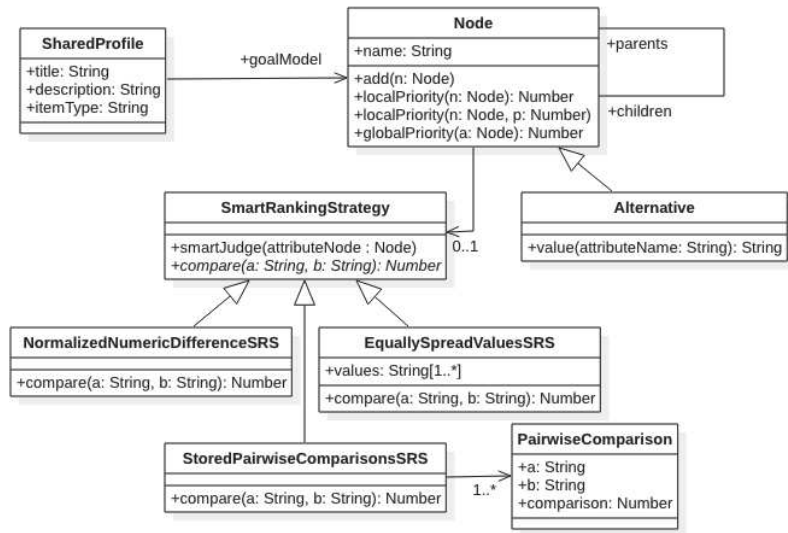 Node
+name: String
+add(n: Node)
+localPriority(n: Node): Number
+localPriority(n: Node, p: Number)
+globalPriority(a: Node): Number
+parents
+children
SharedProfile
+title: String
+description: String
+itemType: String
+goalModel
SmartRankingStrategy
+smartJudge(attributeNode : Node)
+compare(a: String, b: String): Number
0..1
Alternative
+value(attributeName: String): String
NormalizedNumericDifferenceSRS
+compare(a: String, b: String): Number
EquallySpreadValuesSRS
+values: String[1..*]
+compare(a: String, b: String): Number
StoredPairwiseComparisonsSRS
+compare(a: String, b: String): Number
1..*
PairwiseComparison
+a: String
+b: String
+comparison: Number